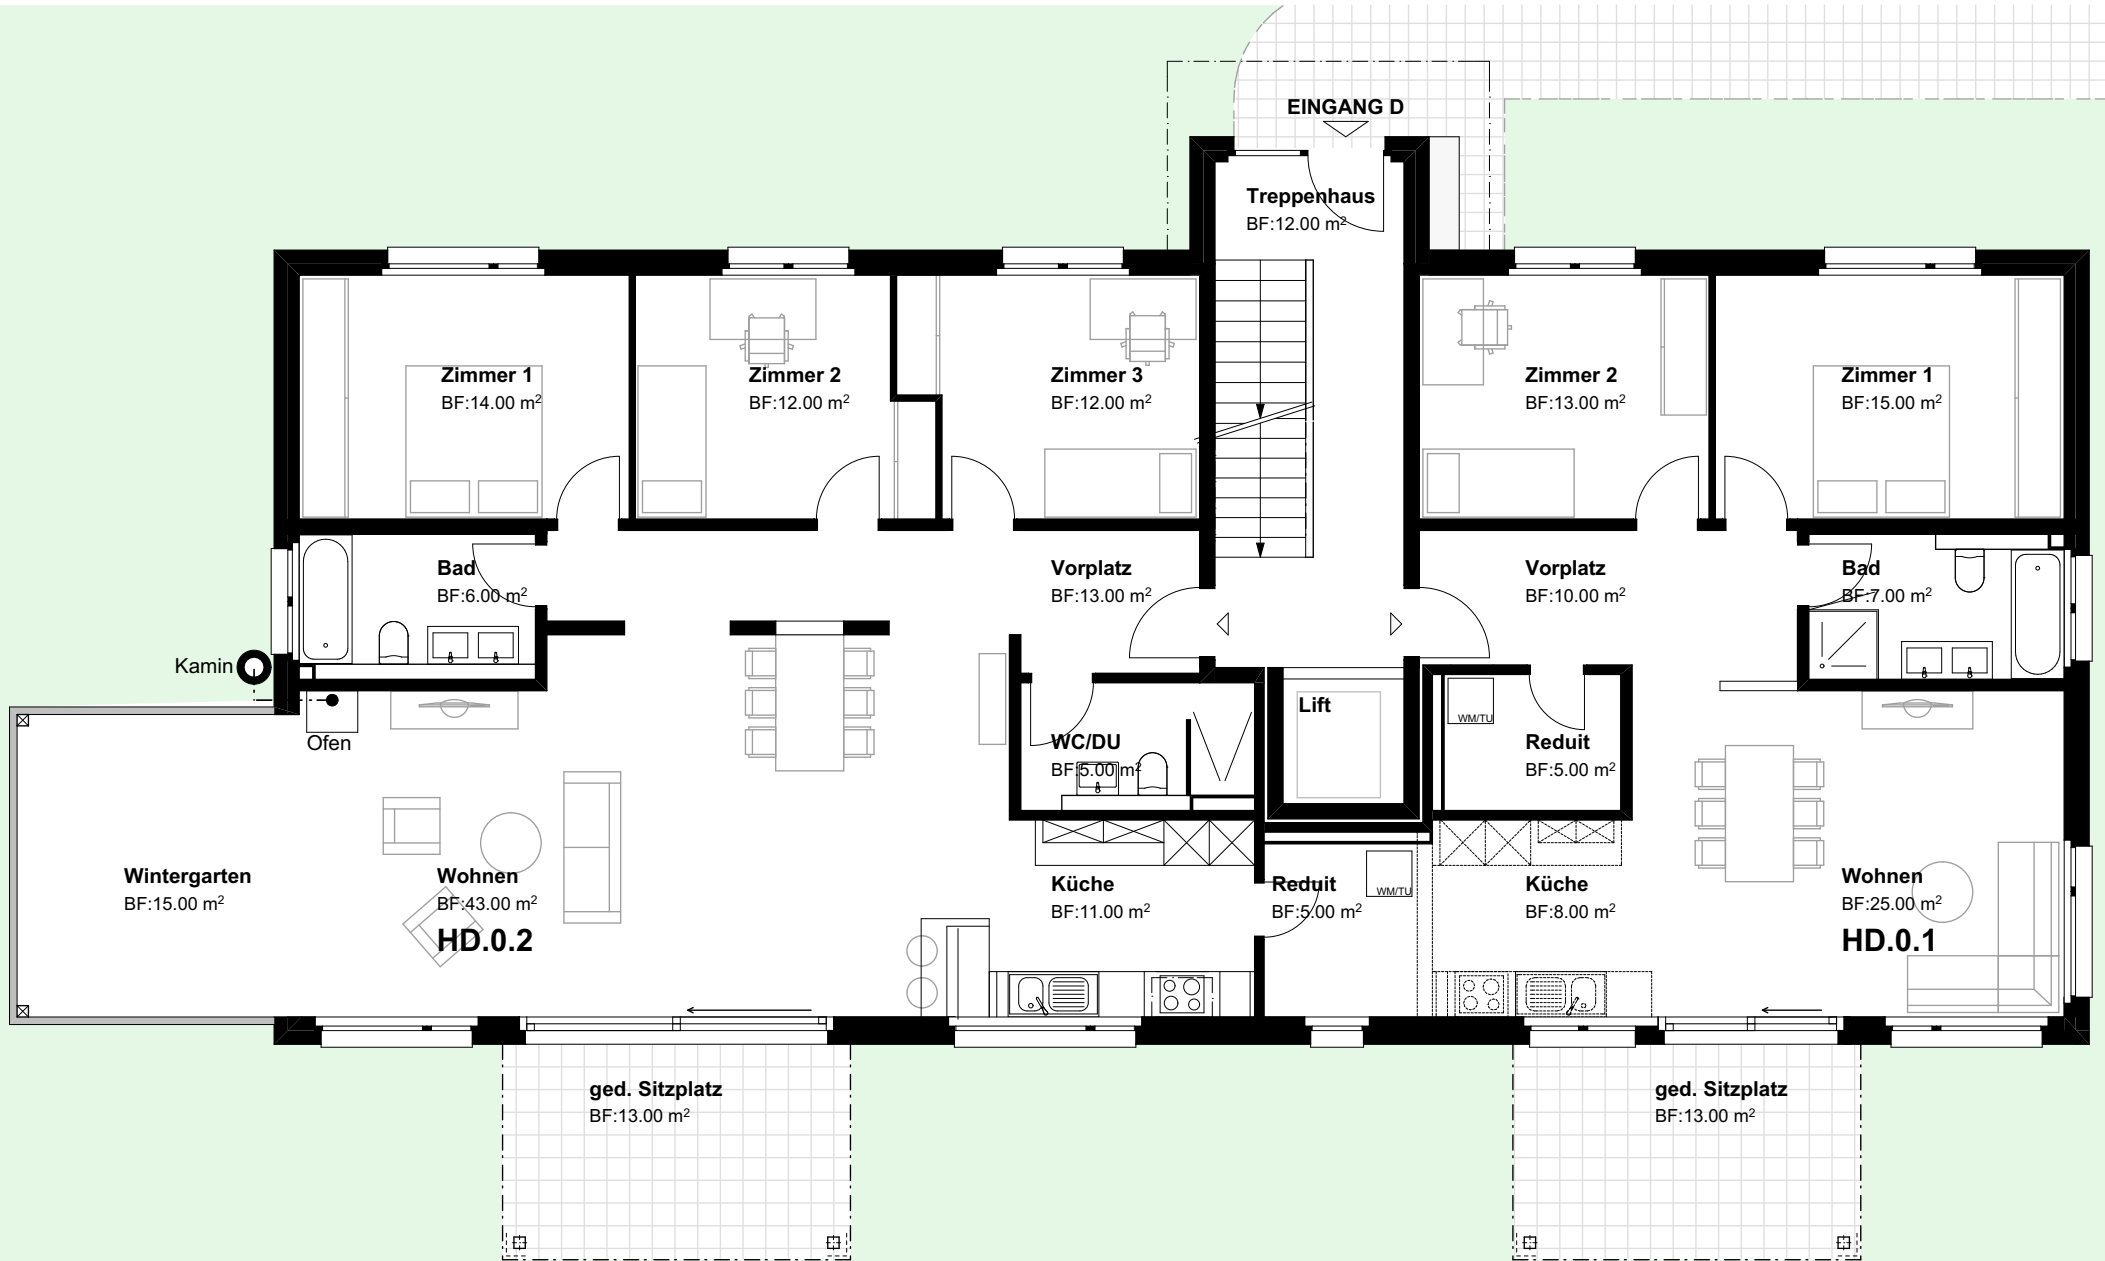 EINGANG D
Treppenhaus
BF:12.00 m²
Zimmer 1
BF:14.00 m²
Zimmer 2
BF:12.00 m²
Zimmer 3
BF:12.00 m²
Zimmer 2
BF:13.00 m²
Zimmer 1
BF:15.00 m²
Bad
BF:6.00 m²
Vorplatz
BF:13.00 m²
Vorplatz
BF:10.00 m²
Bad
BF:7.00 m²
Kamin
Ofen
Lift
WM/TU
WC/DU
BF:5.00 m²
Reduit
BF:5.00 m²
Wintergarten
BF:15.00 m²
Wohnen
BF:43.00 m²
HD.0.2
Küche
BF:11.00 m²
Reduit
BF:5.00 m²
WM/TU
Küche
BF:8.00 m²
Wohnen
BF:25.00 m²
HD.0.1
ged. Sitzplatz
BF:13.00 m²
ged. Sitzplatz
BF:13.00 m²